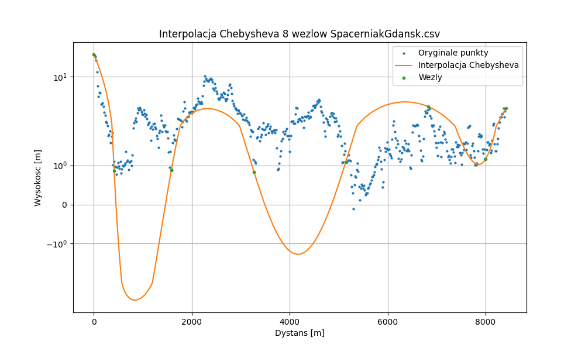 Interpolacja Chebysheva 8 wezlow SpacerniakGdansk.csv
Oryginale punkty
Interpolacja Chebysheva
Wezly
Wysokosc [m]
10¹
10⁰
0
−10⁰
0 2000 4000 6000 8000
Dystans [m]